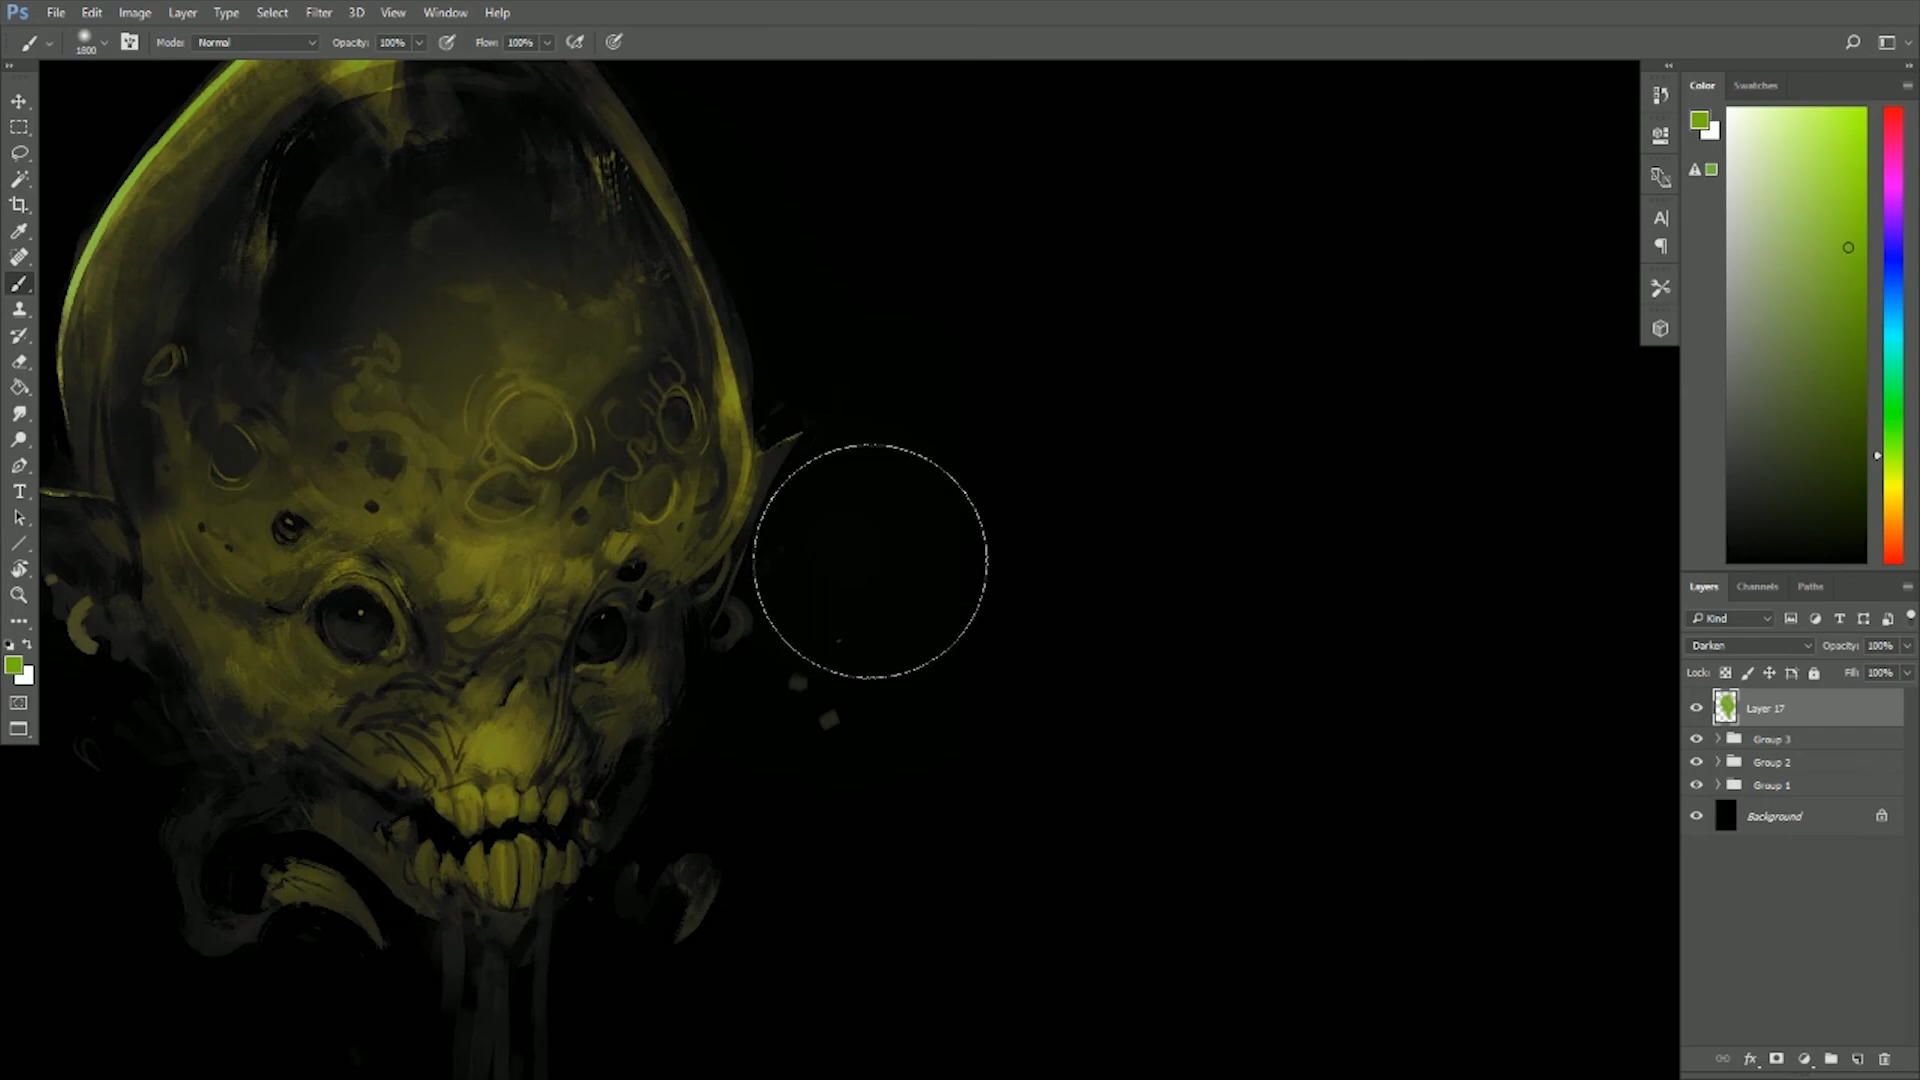 Ps File Edit Image Layer Type Select Filter 3D View Window Help
1800 Mode: Normal Opacity: 100% Flow: 100%
Color Swatches
Layers Channels Paths
Kind
Darken Opacity: 100%
Lock: Fill: 100%
Layer 17
Group 3
Group 2
Group 1
Background